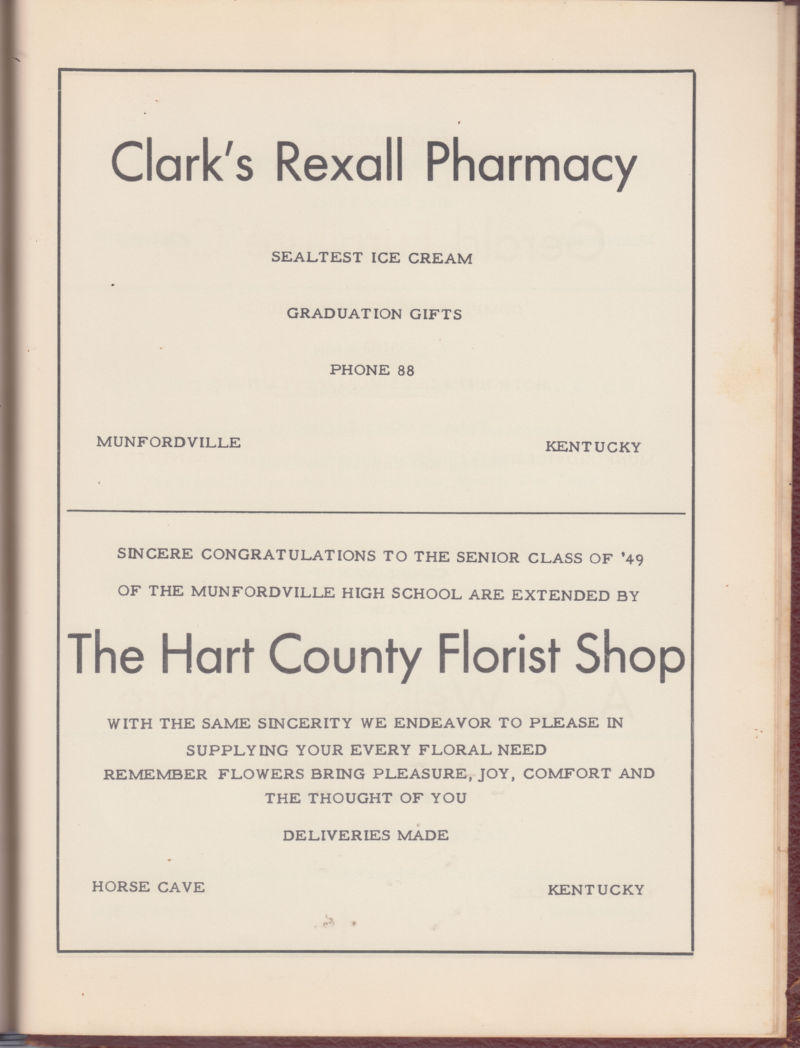 Clark's Rexall Pharmacy
SEALTEST ICE CREAM
GRADUATION GIFTS
PHONE 88
MUNFORDVILLE KENTUCKY
SINCERE CONGRATULATIONS TO THE SENIOR CLASS OF '49
OF THE MUNFORDVILLE HIGH SCHOOL ARE EXTENDED BY
The Hart County Florist Shop
WITH THE SAME SINCERITY WE ENDEAVOR TO PLEASE IN
SUPPLYING YOUR EVERY FLORAL NEED
REMEMBER FLOWERS BRING PLEASURE, JOY, COMFORT AND
THE THOUGHT OF YOU
DELIVERIES MADE
HORSE CAVE KENTUCKY